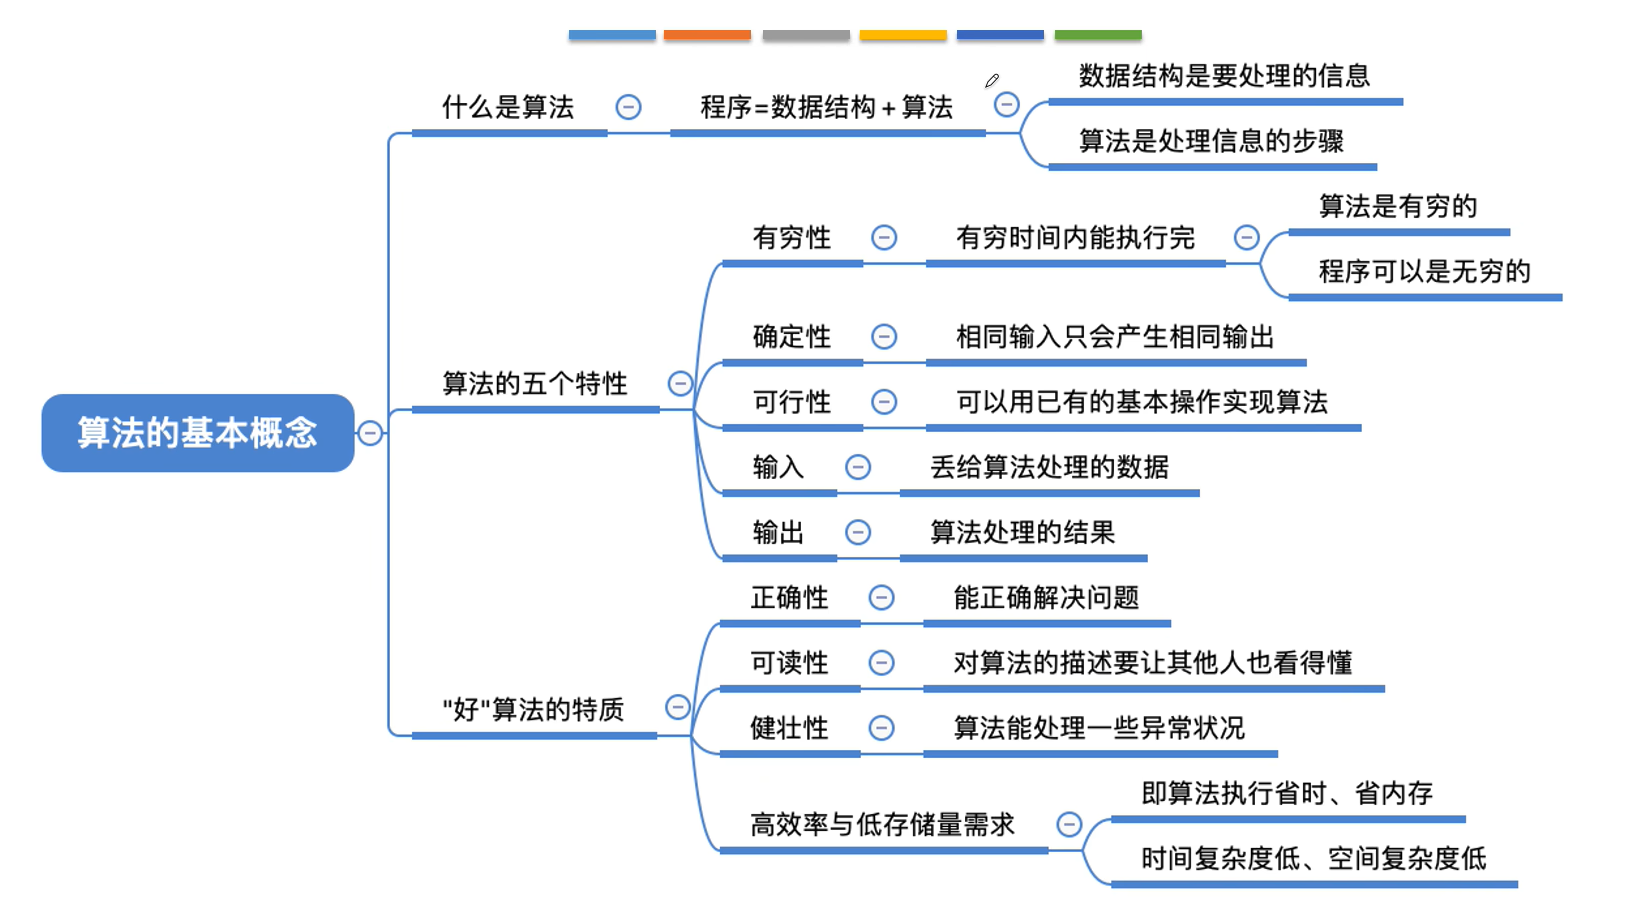 算法的基本概念
什么是算法
程序=数据结构+算法
数据结构是要处理的信息
算法是处理信息的步骤
算法的五个特性
有穷性
有穷时间内能执行完
算法是有穷的
程序可以是无穷的
确定性
相同输入只会产生相同输出
可行性
可以用已有的基本操作实现算法
输入
丢给算法处理的数据
输出
算法处理的结果
"好"算法的特质
正确性
能正确解决问题
可读性
对算法的描述要让其他人也看得懂
健壮性
算法能处理一些异常状况
高效率与低存储量需求
即算法执行省时、省内存
时间复杂度低、空间复杂度低